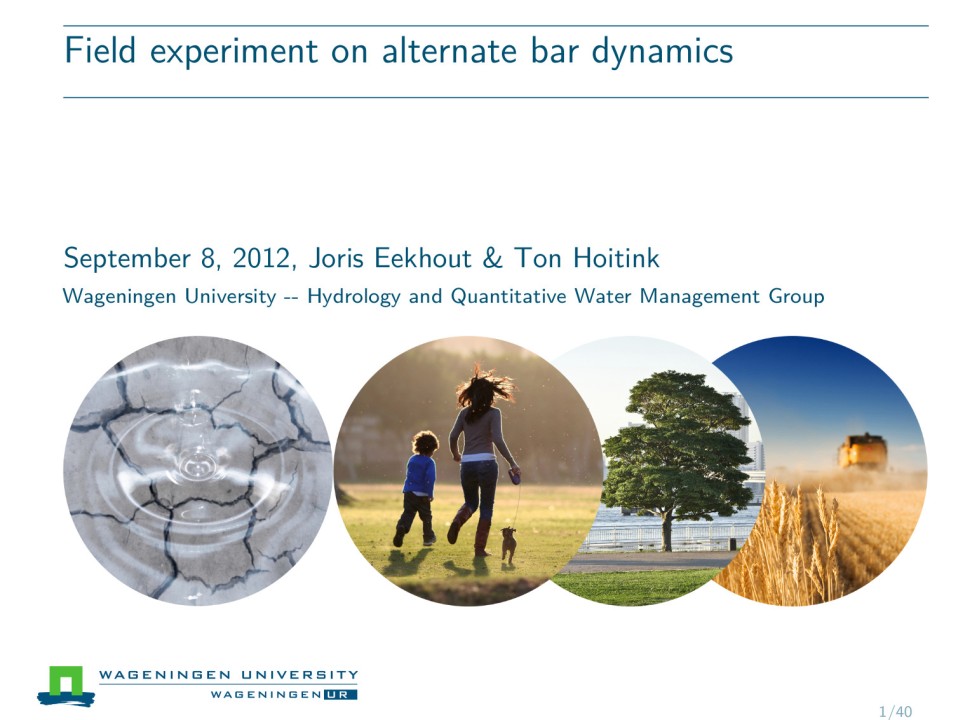 Field experiment on alternate bar dynamics
September 8, 2012, Joris Eekhout & Ton Hoitink
Wageningen University -- Hydrology and Quantitative Water Management Group
WAGENINGEN UNIVERSITY
WAGENINGEN UR
1/40